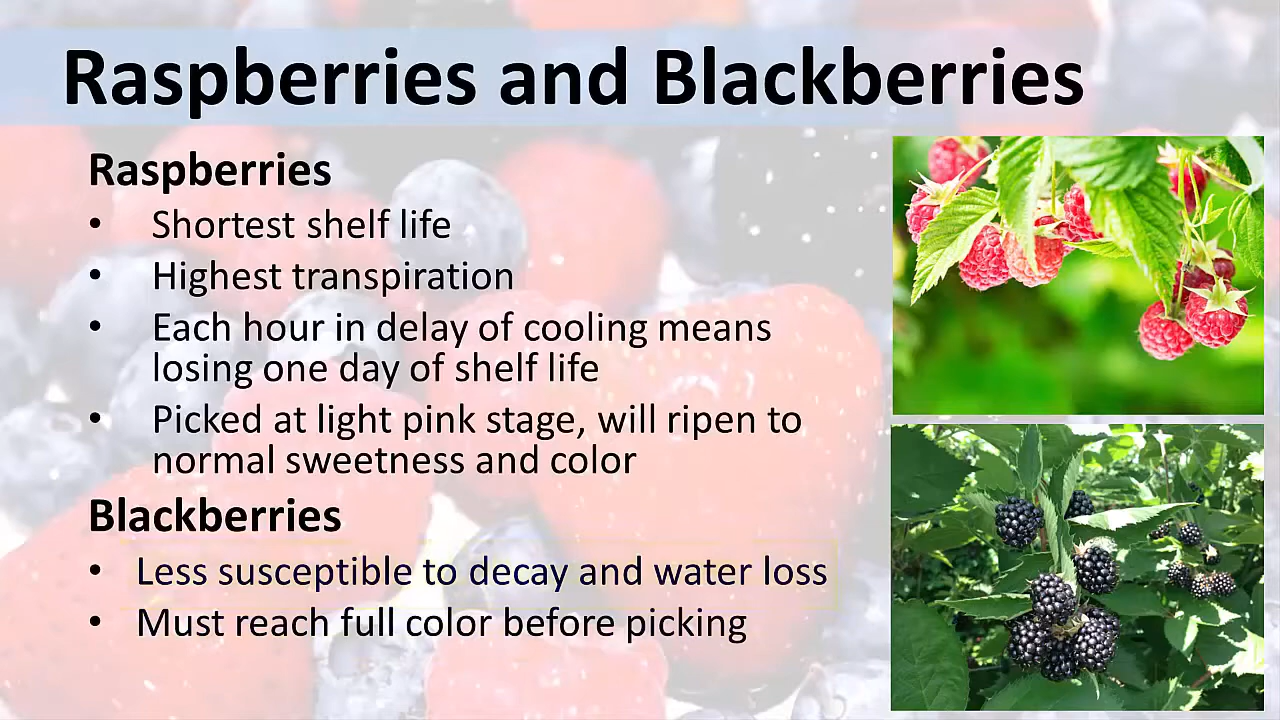 Raspberries and Blackberries
Raspberries
• Shortest shelf life
• Highest transpiration
• Each hour in delay of cooling means
losing one day of shelf life
• Picked at light pink stage, will ripen to
normal sweetness and color
Blackberries
• Less susceptible to decay and water loss
• Must reach full color before picking